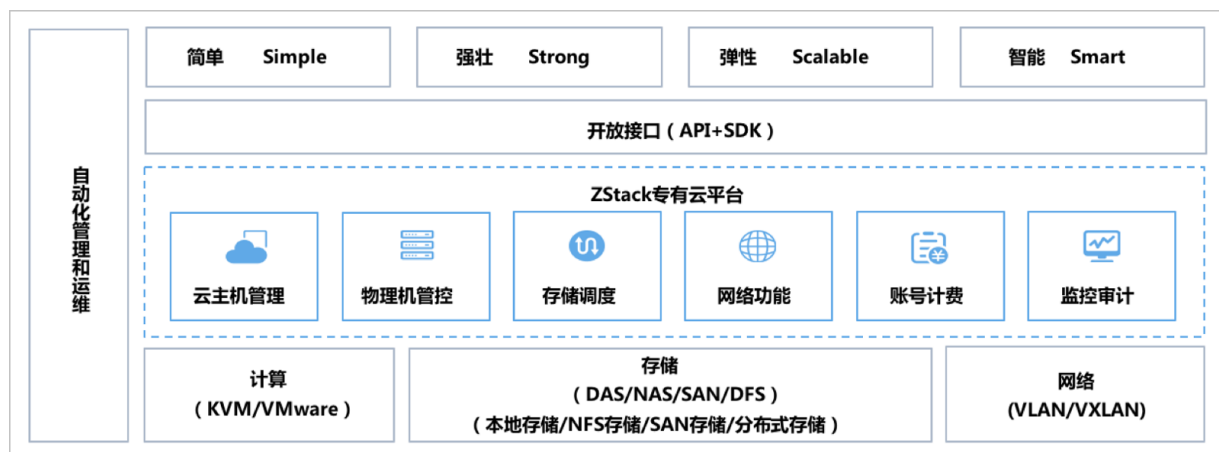 自动化管理和运维
简单 Simple
强壮 Strong
弹性 Scalable
智能 Smart
开放接口（API+SDK）
ZStack专有云平台
云主机管理
物理机管控
存储调度
网络功能
账号计费
监控审计
计算
（KVM/VMware）
存储
（DAS/NAS/SAN/DFS）
（本地存储/NFS存储/SAN存储/分布式存储）
网络
(VLAN/VXLAN)